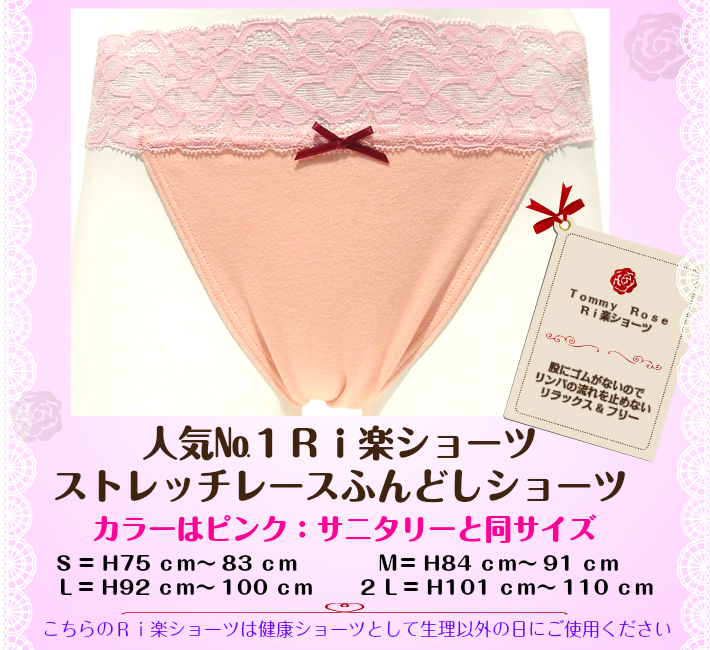 Tommy Rose
Ri楽ショーツ
股にゴムがないので
リンパの流れを止めない
リラックス & フリー
人気№1 Ri楽ショーツ
ストレッチレースふんどしショーツ
カラーはピンク:サニタリーと同サイズ
S = H75 cm～ 83 cm M= H84 cm～ 91 cm
L = H92 cm～ 100 cm 2 L = H101 cm～ 110 cm
こちらのRi楽ショーツは健康ショーツとして生理以外の日にご使用ください